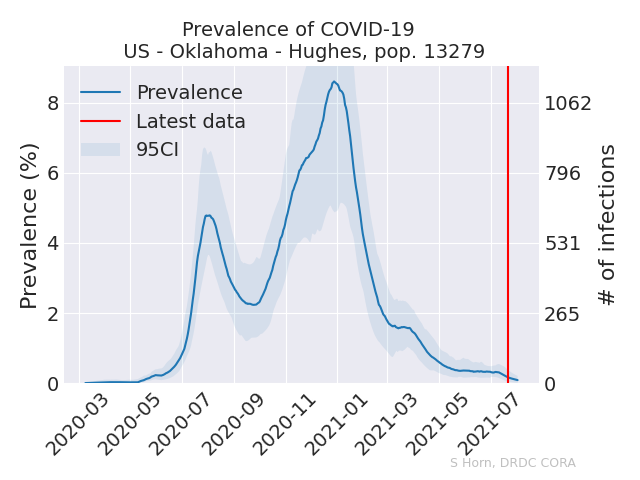 Prevalence of COVID-19
US - Oklahoma - Hughes, pop. 13279
Prevalence
Latest data
95CI
Prevalence (%)
8
6
4
2
0
# of infections
1062
796
531
265
0
2020-03
2020-05
2020-07
2020-09
2020-11
2021-01
2021-03
2021-05
2021-07
S Horn, DRDC CORA